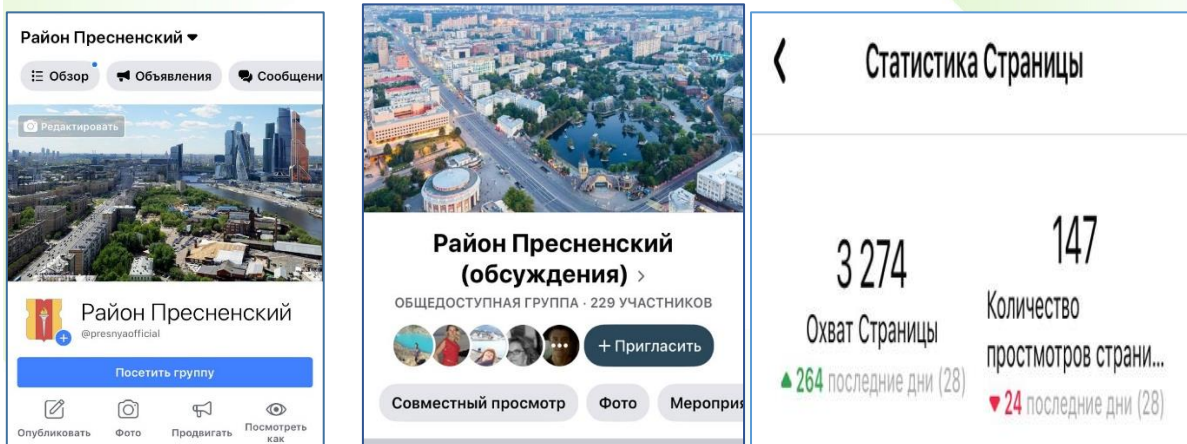 Район Пресненский
Обзор Объявления Сообщени
Редактировать
Район Пресненский
@presnyaofficial
Посетить группу
Опубликовать Фото Продвигать Посмотреть как
Район Пресненский
(обсуждения)
ОБЩЕДОСТУПНАЯ ГРУППА · 229 УЧАСТНИКОВ
+ Пригласить
Совместный просмотр Фото Мероприя
Статистика Страницы
3 274
Охват Страницы
264 последние дни (28)
147
Количество
простмотров страни...
24 последние дни (28)